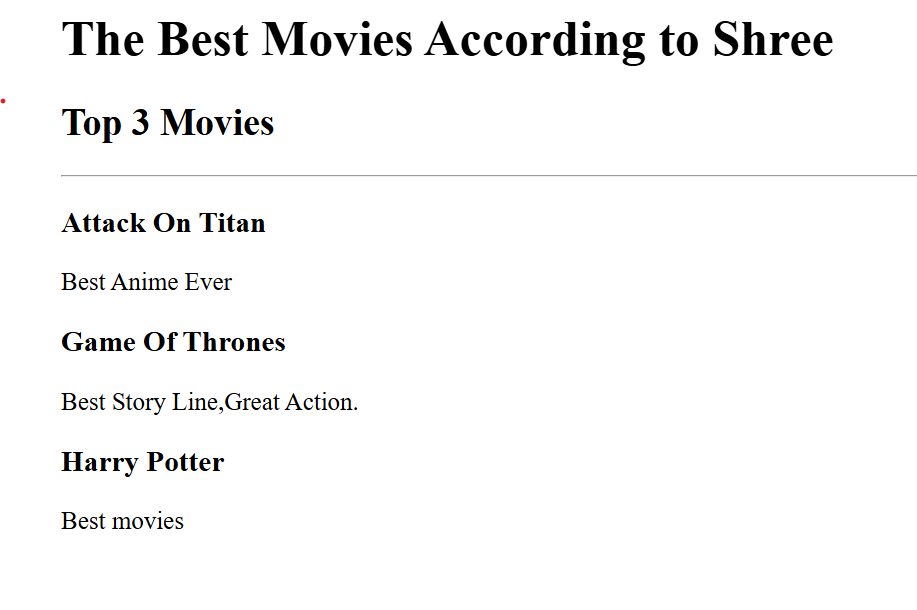 The Best Movies According to Shree
Top 3 Movies
Attack On Titan
Best Anime Ever
Game Of Thrones
Best Story Line,Great Action.
Harry Potter
Best movies